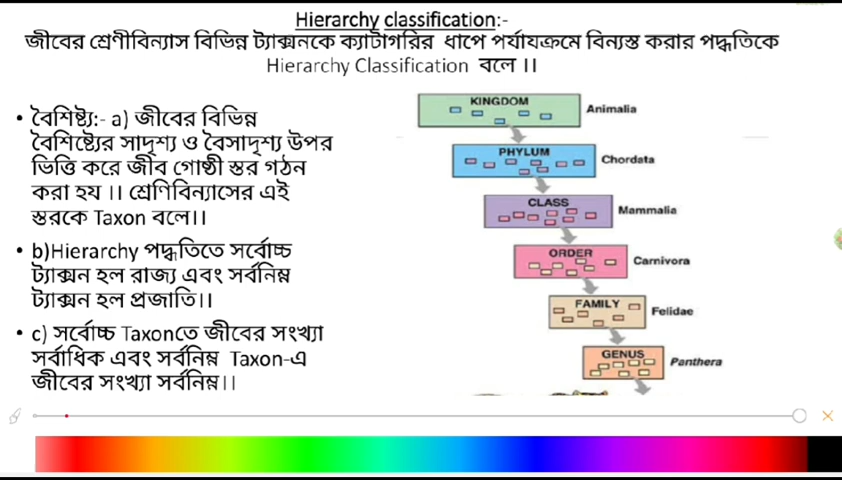 Hierarchy classification:-
জীবের শ্রেণীবিন্যাস বিভিন্ন ট্যাক্সনকে ক্যাটাগরির ধাপে পর্যাযক্রমে বিন্যস্ত করার পদ্ধতিকে
Hierarchy Classification বলে ।।
• বৈশিষ্ট্য:- a) জীবের বিভিন্ন
বৈশিষ্ট্যের সাদৃশ্য ও বৈসাদৃশ্য উপর
ভিত্তি করে জীব গোষ্ঠী স্তর গঠন
করা হয ।। শ্রেণিবিন্যাসের এই
স্তরকে Taxon বলে।।
• b)Hierarchy পদ্ধতিতে সর্বোচ্চ
ট্যাক্সন হল রাজ্য এবং সর্বনিম্ন
ট্যাক্সন হল প্রজাতি।।
• c) সর্বোচ্চ Taxonতে জীবের সংখ্যা
সর্বাধিক এবং সর্বনিম্ন Taxon-এ
জীবের সংখ্যা সর্বনিম্ন।।
KINGDOM Animalia
PHYLUM Chordata
CLASS Mammalia
ORDER Carnivora
FAMILY Felidae
GENUS Panthera